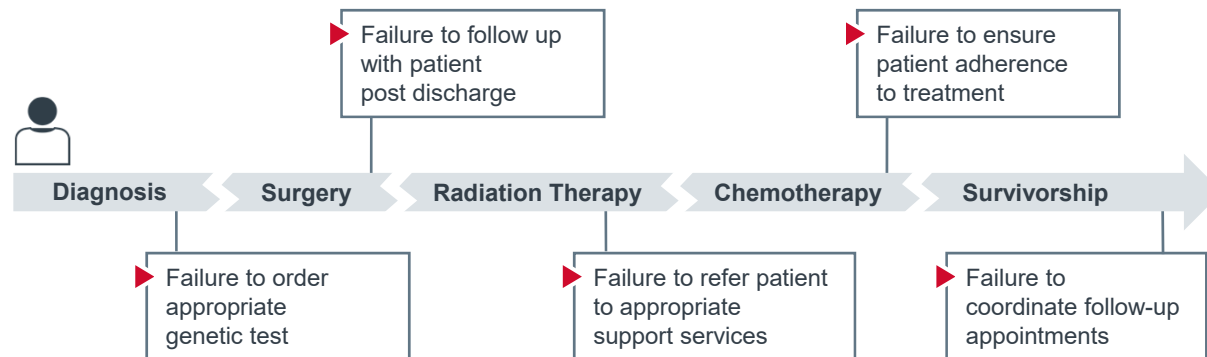 Failure to follow up
with patient
post discharge
Failure to ensure
patient adherence
to treatment
Diagnosis
Surgery
Radiation Therapy
Chemotherapy
Survivorship
Failure to order
appropriate
genetic test
Failure to refer patient
to appropriate
support services
Failure to
coordinate follow-up
appointments